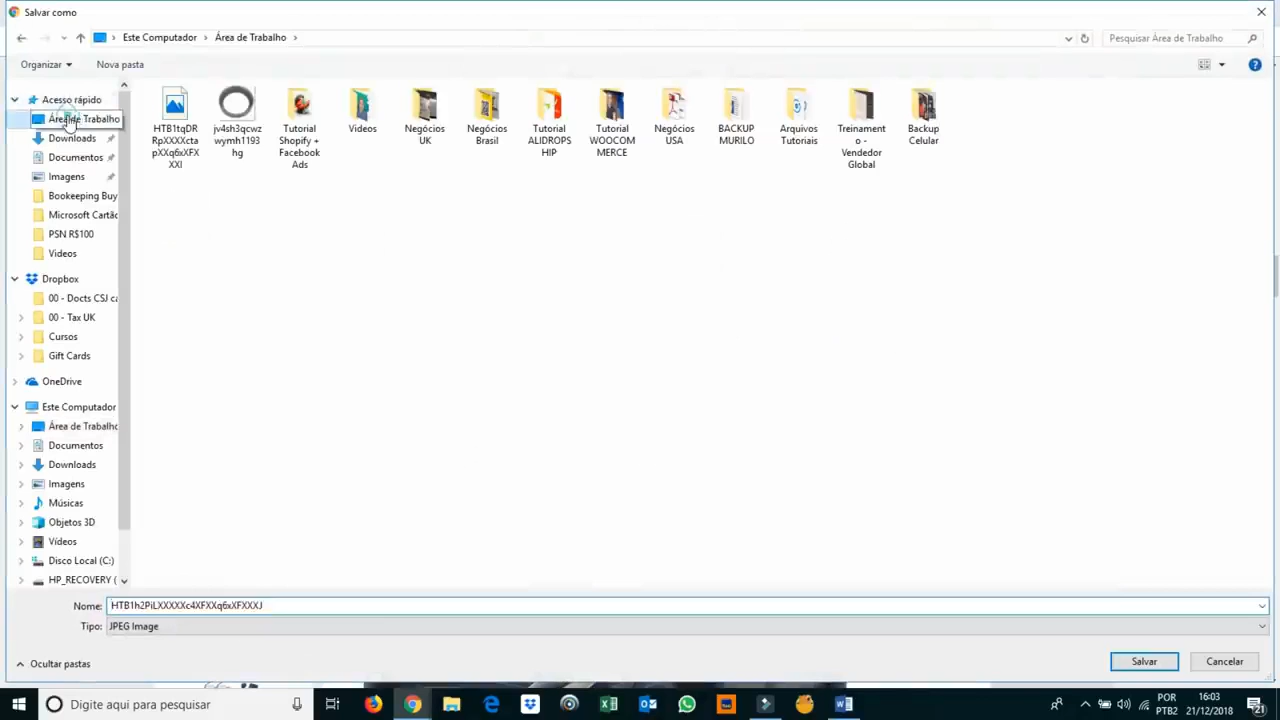 Salvar como
Este Computador > Área de Trabalho >
Pesquisar Área de Trabalho
Organizar
Nova pasta
Acesso rápido
Área de Trabalho
Downloads
Documentos
Imagens
Bookeeping Buy
Microsoft Cartão
PSN R$100
Videos
Dropbox
00 - Docts CSJ ca
00 - Tax UK
Cursos
Gift Cards
OneDrive
Este Computador
Área de Trabalho
Documentos
Downloads
Imagens
Músicas
Objetos 3D
Vídeos
Disco Local (C:)
HP_RECOVERY (
HTB1tqDR
RpXXXXcta
pXXq6xXFX
XXI
jv4sh3qcwz
wymh1193
hg
Tutorial
Shopify +
Facebook
Ads
Videos
Negócios
UK
Negócios
Brasil
Tutorial
ALIDROPS
HIP
Tutorial
WOOCOM
MERCE
Negócios
USA
BACKUP
MURILO
Arquivos
Tutoriais
Treinament
o -
Vendedor
Global
Backup
Celular
Nome: HTB1h2PiLXXXXXc4XFXXq6xXFXXXJ
Tipo: JPEG Image
Ocultar pastas
Salvar
Cancelar
Digite aqui para pesquisar
POR
PTB2
16:03
21/12/2018
21